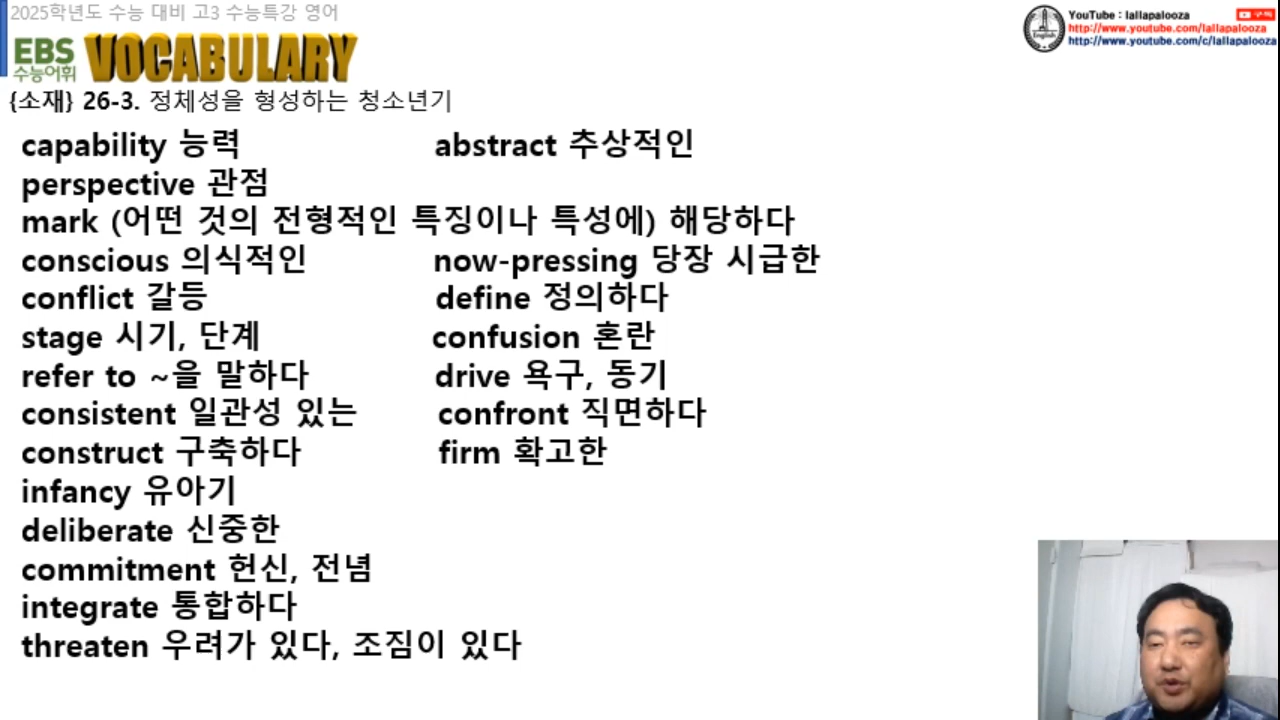 2025학년도 수능 대비 고3 수능특강 영어
EBS
수능어휘
VOCABULARY
YouTube : lallapalooza
구독
http://www.youtube.com/lallapalooza
http://www.youtube.com/c/lallapalooza
English
{소재} 26-3. 정체성을 형성하는 청소년기
capability 능력 abstract 추상적인
perspective 관점
mark (어떤 것의 전형적인 특징이나 특성에) 해당하다
conscious 의식적인 now-pressing 당장 시급한
conflict 갈등 define 정의하다
stage 시기, 단계 confusion 혼란
refer to ~을 말하다 drive 욕구, 동기
consistent 일관성 있는 confront 직면하다
construct 구축하다 firm 확고한
infancy 유아기
deliberate 신중한
commitment 헌신, 전념
integrate 통합하다
threaten 우려가 있다, 조짐이 있다